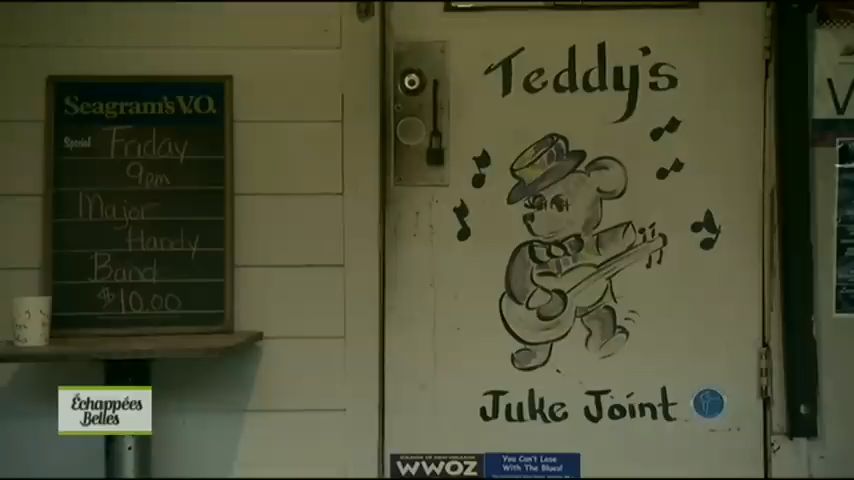 Seagram's V.O.
Special Friday
9pm
Major
Handy
Band
$10.00
Teddy's
Juke Joint
Échappées
Belles
WWOZ
You Can't Lose
With The Blues!
V